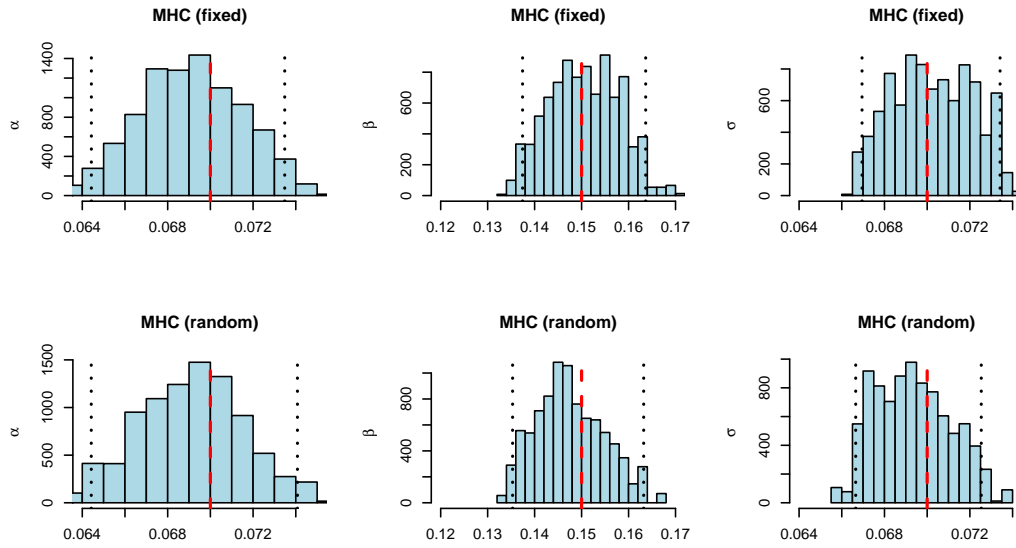 MHC (fixed)
α
0 400 800 1400
0.064 0.068 0.072
MHC (fixed)
β
0 200 600
0.12 0.13 0.14 0.15 0.16 0.17
MHC (fixed)
σ
0 200 600
0.064 0.068 0.072
MHC (random)
α
0 500 1000 1500
0.064 0.068 0.072
MHC (random)
β
0 400 800
0.12 0.13 0.14 0.15 0.16 0.17
MHC (random)
σ
0 400 800
0.064 0.068 0.072